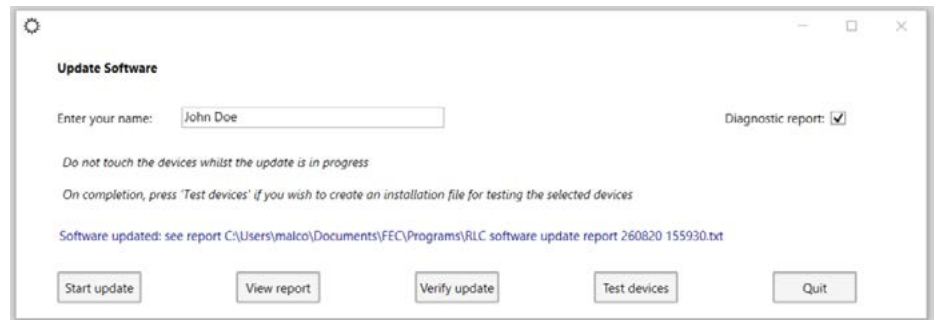 Update Software
Enter your name: John Doe Diagnostic report:
Do not touch the devices whilst the update is in progress
On completion, press 'Test devices' if you wish to create an installation file for testing the selected devices
Software updated: see report C:\Users\malco\Documents\FEC\Programs\RLC software update report 260820 155930.txt
Start update View report Verify update Test devices Quit